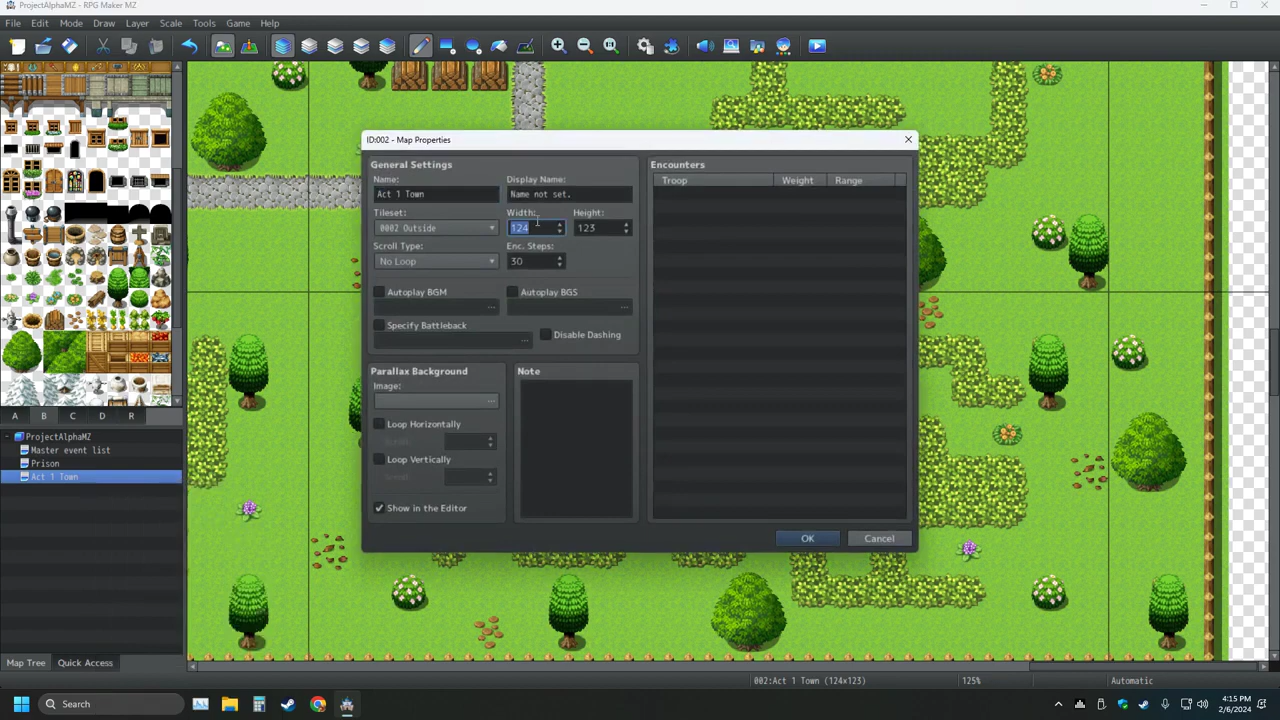 ProjectAlphaMZ - RPG Maker MZ
File Edit Mode Draw Layer Scale Tools Game Help
ID:002 - Map Properties
General Settings
Name:
Display Name:
Act 1 Town
Name not set.
Tileset:
Width:
Height:
0002 Outside
124
123
Scroll Type:
Enc. Steps:
No Loop
30
Autoplay BGM
Autoplay BGS
Specify Battleback
Disable Dashing
Parallax Background
Image:
Loop Horizontally
Loop Vertically
Show in the Editor
Note
Encounters
Troop Weight Range
OK
Cancel
A B C D R
ProjectAlphaMZ
Master event list
Prison
Act 1 Town
Map Tree
Quick Access
002:Act 1 Town (124x123)
125%
Automatic
Search
4:15 PM
2/6/2024